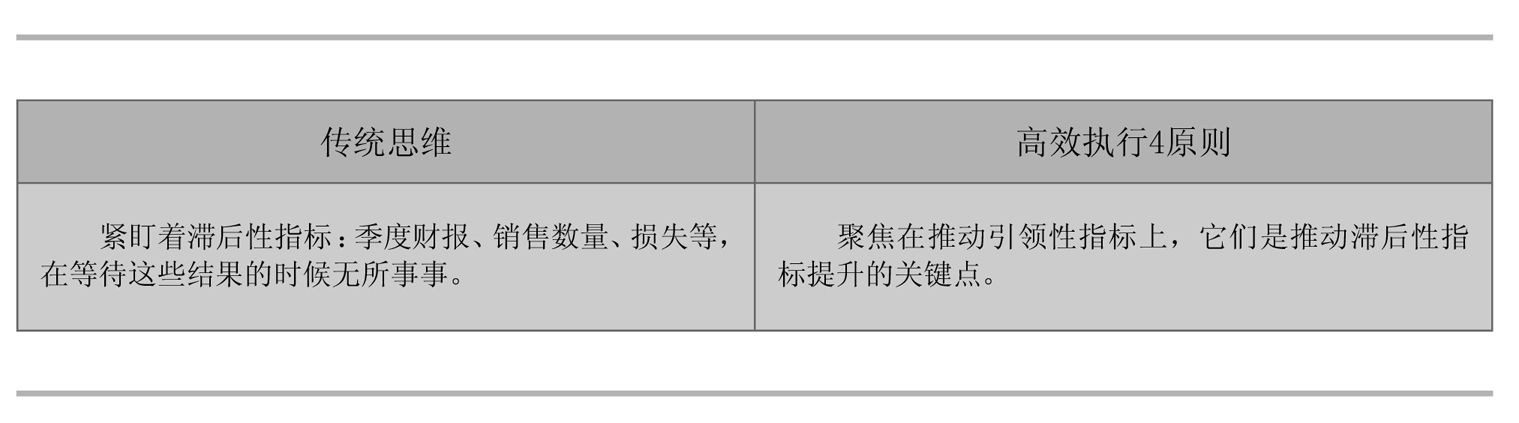 传统思维
高效执行4原则
紧盯着滞后性指标：季度财报、销售数量、损失等，
在等待这些结果的时候无所事事。
聚焦在推动引领性指标上，它们是推动滞后性指
标提升的关键点。